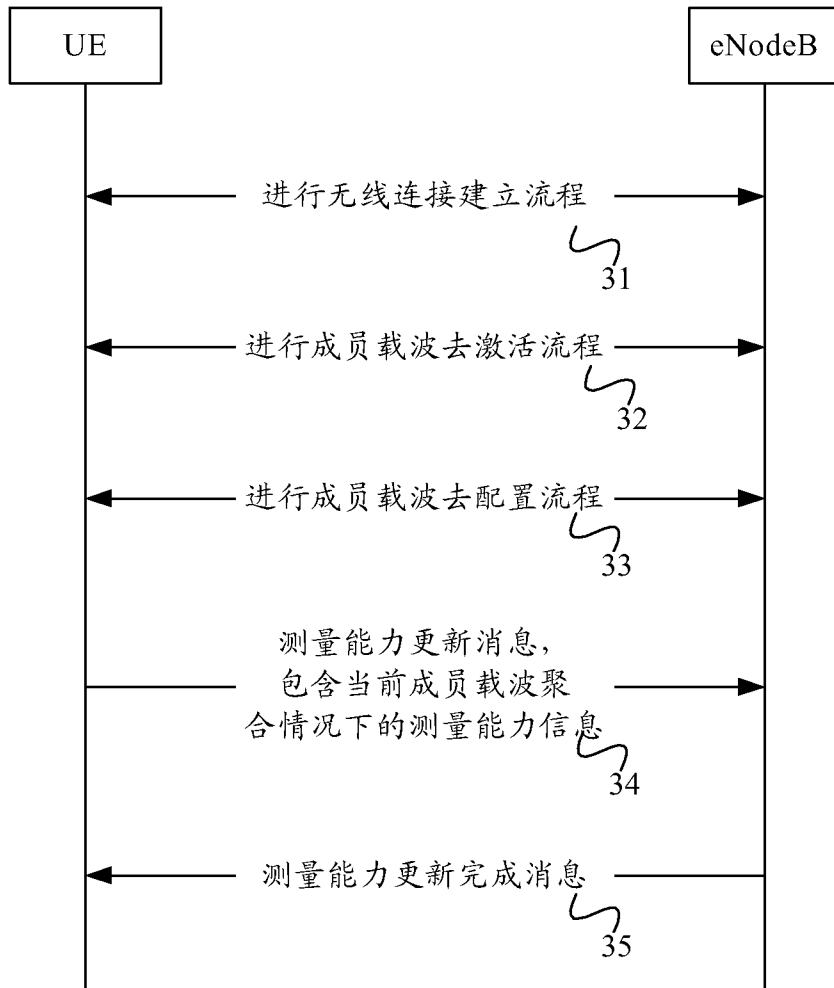 UE
eNodeB
进行无线连接建立流程
31
进行成员载波去激活流程
32
进行成员载波去配置流程
33
测量能力更新消息，
包含当前成员载波聚
合情况下的测量能力信息
34
测量能力更新完成消息
35